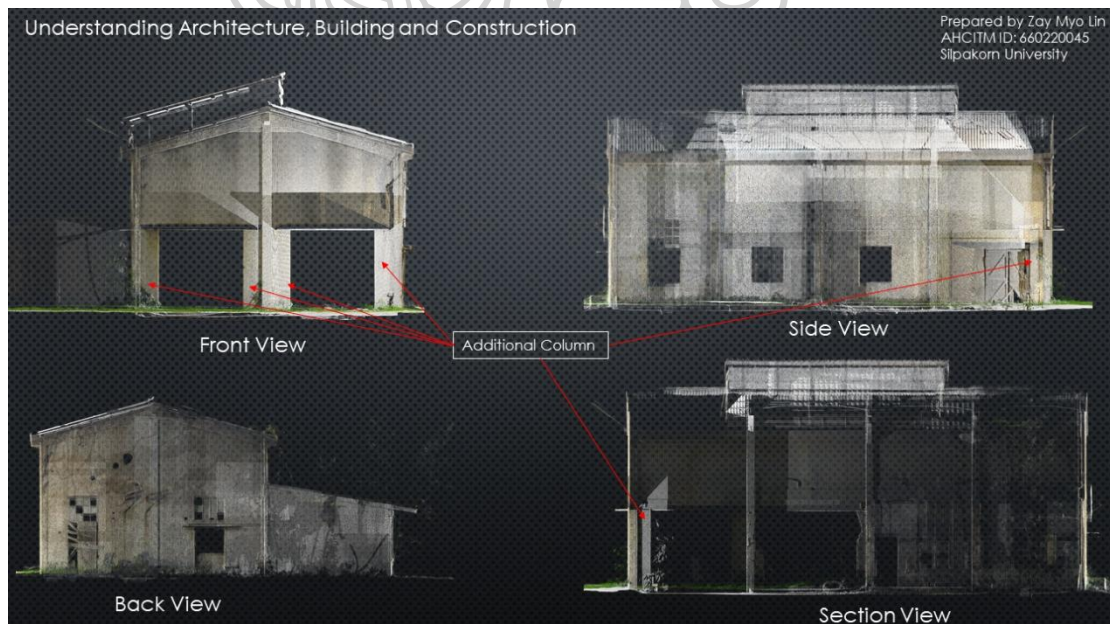 Understanding Architecture, Building and Construction
Prepared by Zay Myo Lin
AHCITM ID: 660220045
Silpakorn University
Front View
Additional Column
Side View
Back View
Section View